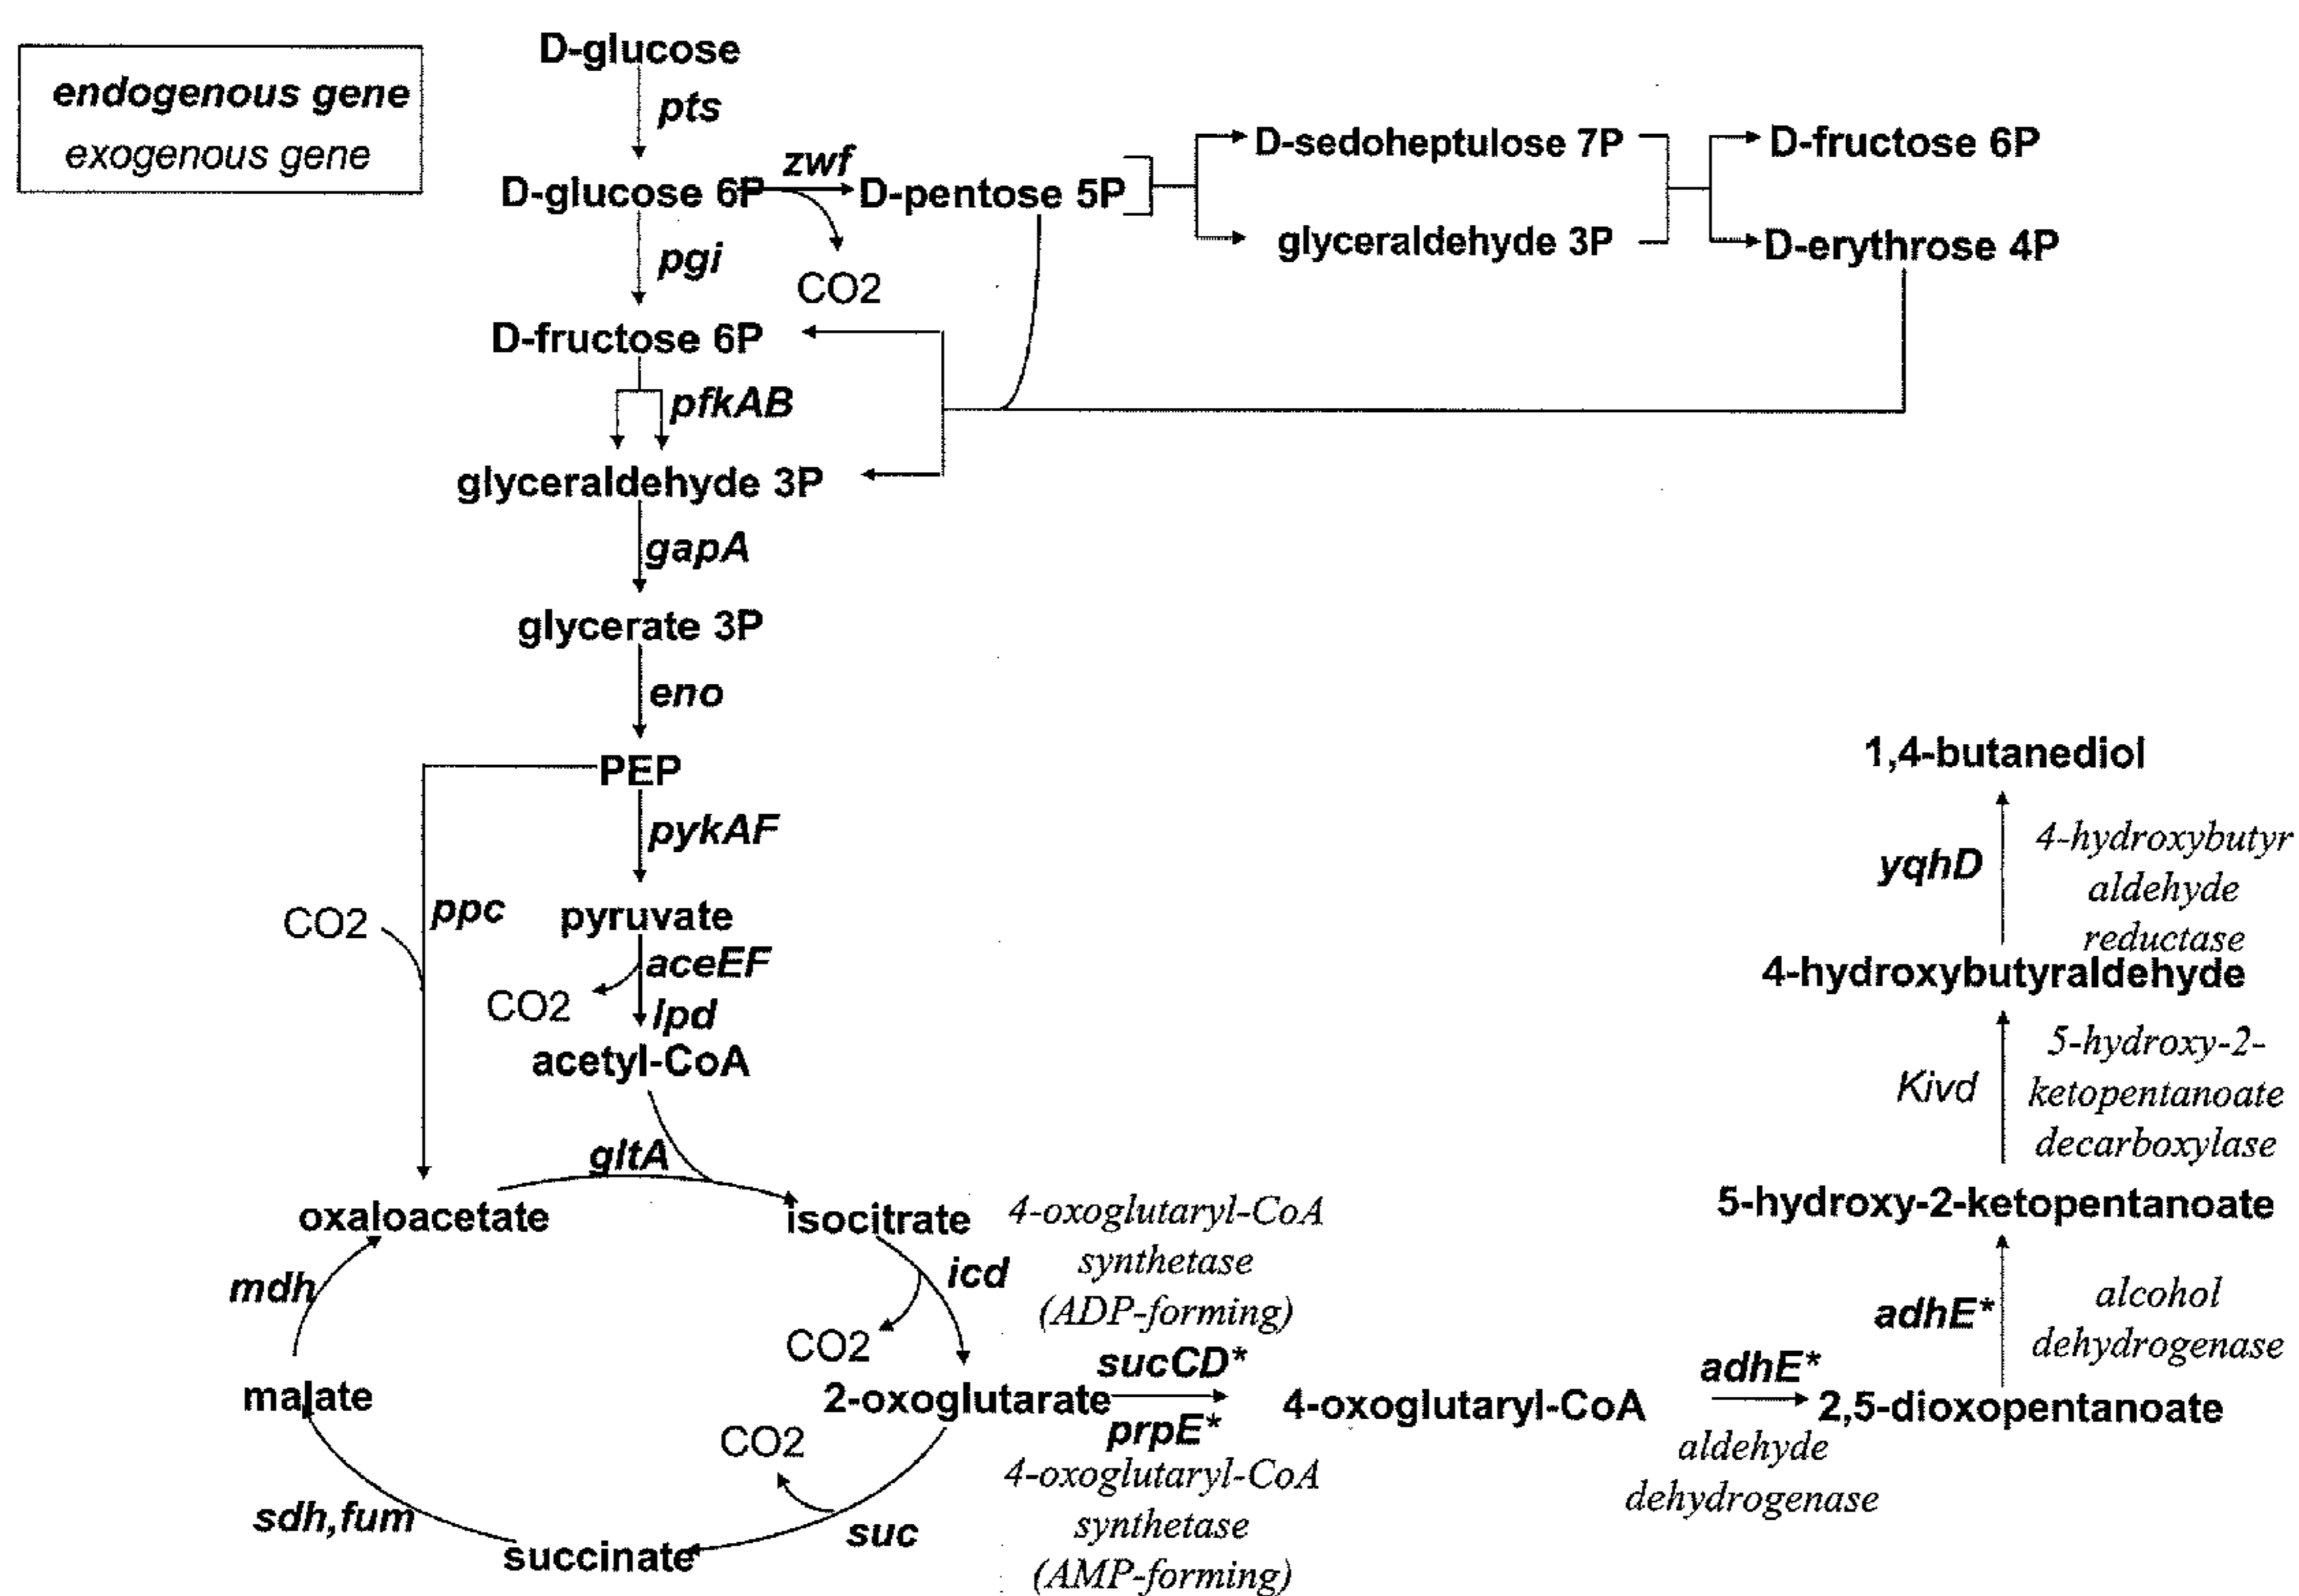 endogenous gene
exogenous gene
D-glucose
pts
D-glucose 6P
zwf
D-pentose 5P
CO2
D-sedoheptulose 7P
glyceraldehyde 3P
D-fructose 6P
D-erythrose 4P
pgi
D-fructose 6P
pfkAB
glyceraldehyde 3P
gapA
glycerate 3P
eno
PEP
pykAF
pyruvate
CO2
ppc
aceEF
CO2
lpd
acetyl-CoA
gltA
oxaloacetate
isocitrate
mdh
icd
CO2
malate
2-oxoglutarate
CO2
sdh,fum
suc
succinate
4-oxoglutaryl-CoA
synthetase
(ADP-forming)
sucCD*
prpE*
4-oxoglutaryl-CoA
synthetase
(AMP-forming)
4-oxoglutaryl-CoA
adhE*
aldehyde
dehydrogenase
2,5-dioxopentanoate
adhE*
alcohol
dehydrogenase
5-hydroxy-2-ketopentanoate
Kivd
5-hydroxy-2-
ketopentanoate
decarboxylase
4-hydroxybutyraldehyde
yqhD
4-hydroxybutyr
aldehyde
reductase
1,4-butanediol